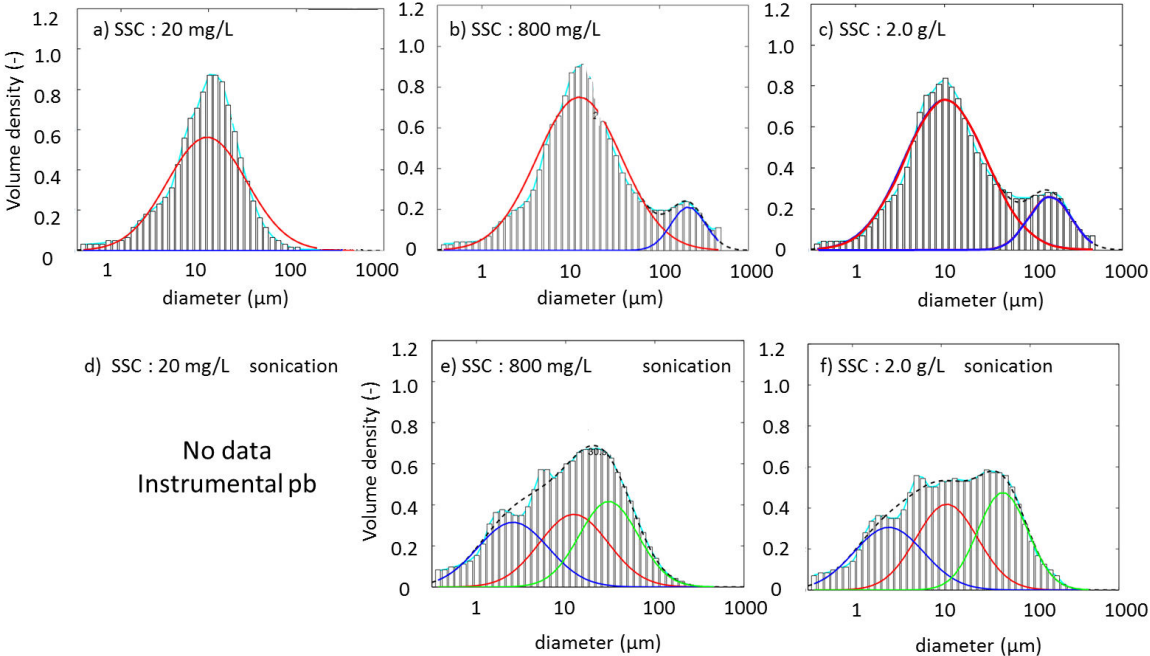 a) SSC : 20 mg/L
b) SSC : 800 mg/L
c) SSC : 2.0 g/L
Volume density (-)
1.2
1.0
0.8
0.6
0.4
0.2
0
1 10 100 1000
diameter (µm)
1.2
1.0
0.8
0.6
0.4
0.2
0
1 10 100 1000
diameter (µm)
1.2
1.0
0.8
0.6
0.4
0.2
0
1 10 100 1000
diameter (µm)
d) SSC : 20 mg/L sonication
No data
Instrumental pb
e) SSC : 800 mg/L sonication
Volume density (-)
1.2
1.0
0.8
0.6
0.4
0.2
0
1 10 100 1000
diameter (µm)
f) SSC : 2.0 g/L sonication
1.2
1.0
0.8
0.6
0.4
0.2
0
1 10 100 1000
diameter (µm)